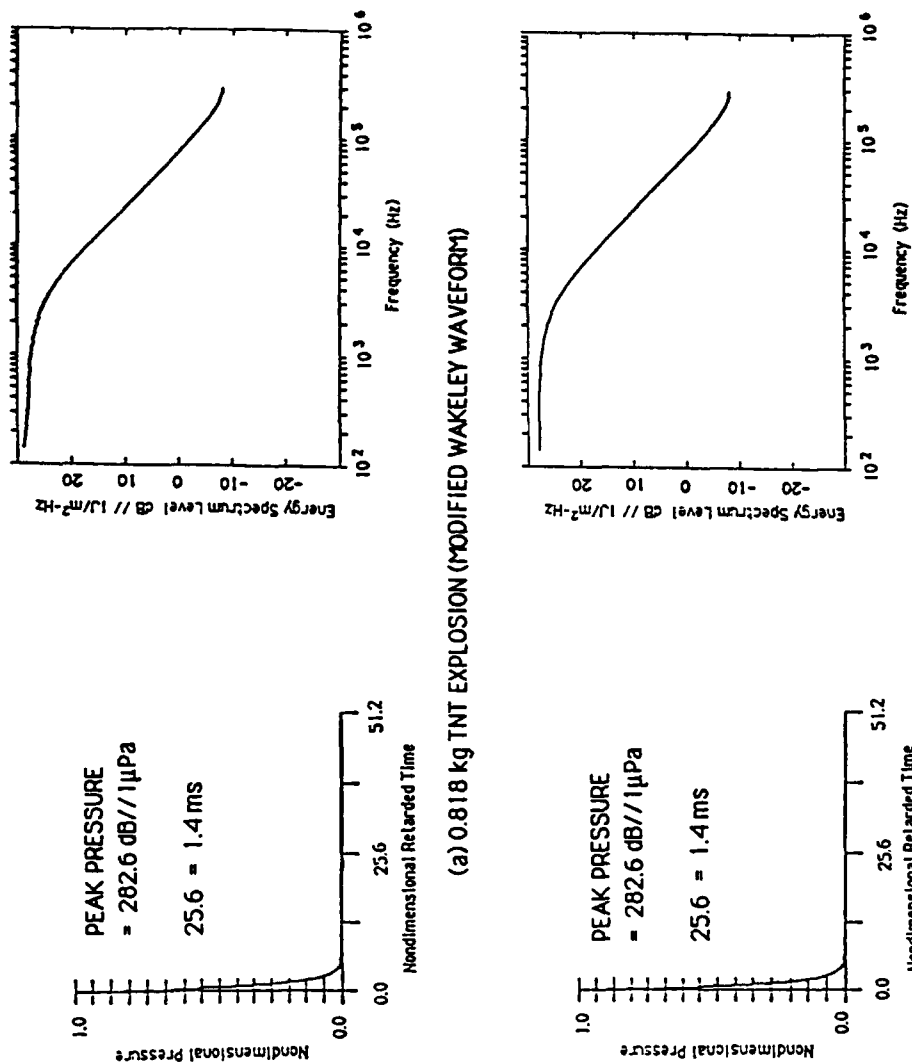 1.0
PEAK PRESSURE
= 282.6 dB//1μPa
25.6 = 1.4 ms
Nondimensional Pressure
0.0
0.0
25.6
51.2
Nondimensional Retarded Time
Energy Spectrum Level dB // 1J/m²-Hz
20
10
0
-10
-20
10²
10³
10⁴
10⁵
10⁶
Frequency (Hz)
(a) 0.818 kg TNT EXPLOSION (MODIFIED WAKELEY WAVEFORM)
1.0
PEAK PRESSURE
= 282.6 dB//1μPa
25.6 = 1.4 ms
Nondimensional Pressure
0.0
0.0
25.6
51.2
Nondimensional Retarded Time
Energy Spectrum Level dB // 1J/m²-Hz
20
10
0
-10
-20
10²
10³
10⁴
10⁵
10⁶
Frequency (Hz)